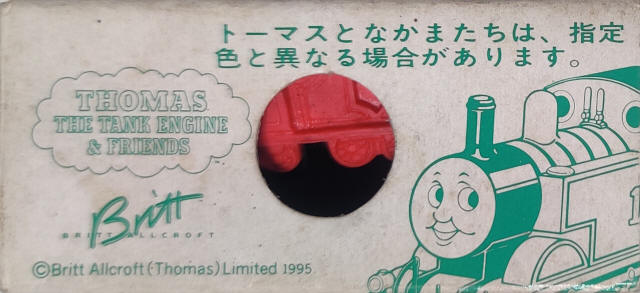 トーマスとなかまたちは、指定
色と異なる場合があります。
THOMAS
THE TANK ENGINE
& FRIENDS
Britt
BRITT ALLCROFT
©Britt Allcroft (Thomas) Limited 1995
1